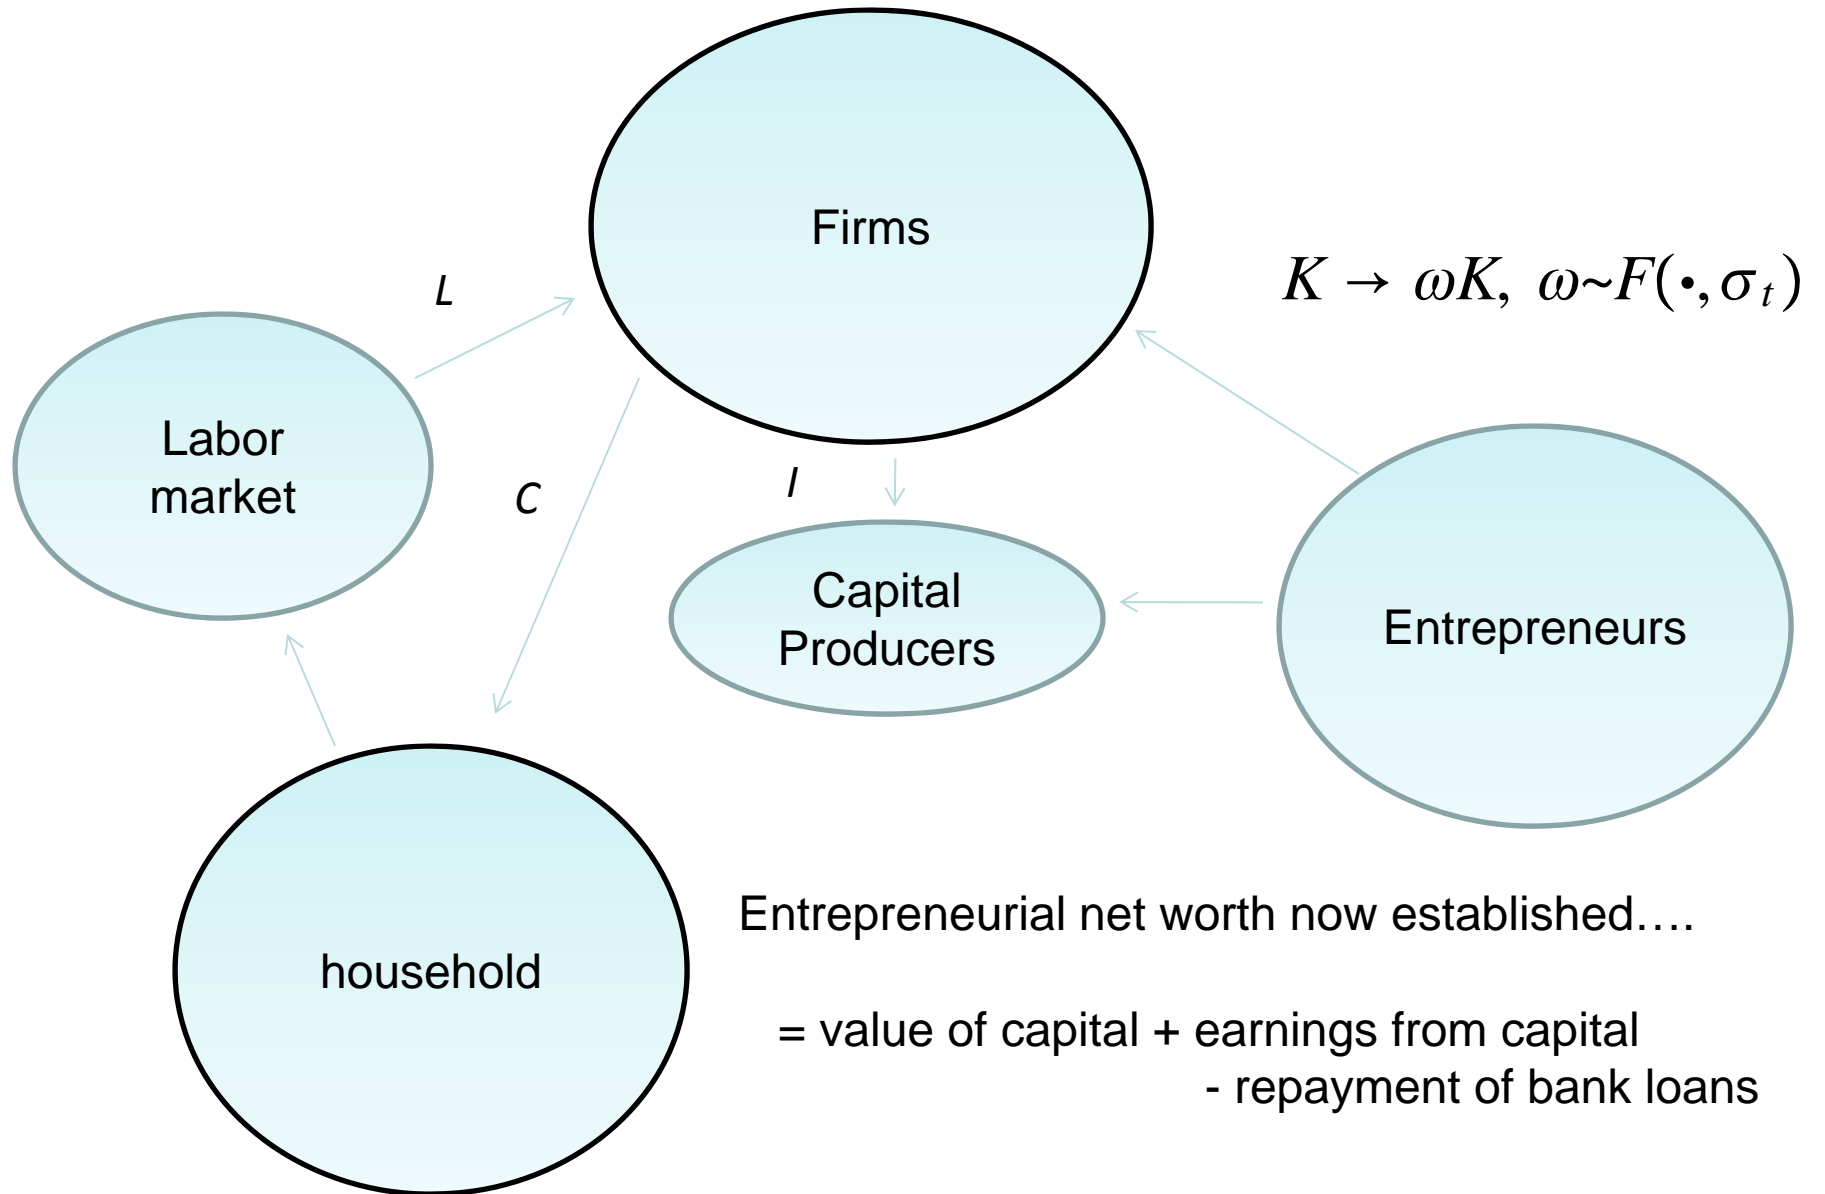 Firms
K → ωK, ω~F(•,σ_t)
L
Labor
market
C
I
Capital
Producers
Entrepreneurs
household
Entrepreneurial net worth now established….
= value of capital + earnings from capital
- repayment of bank loans